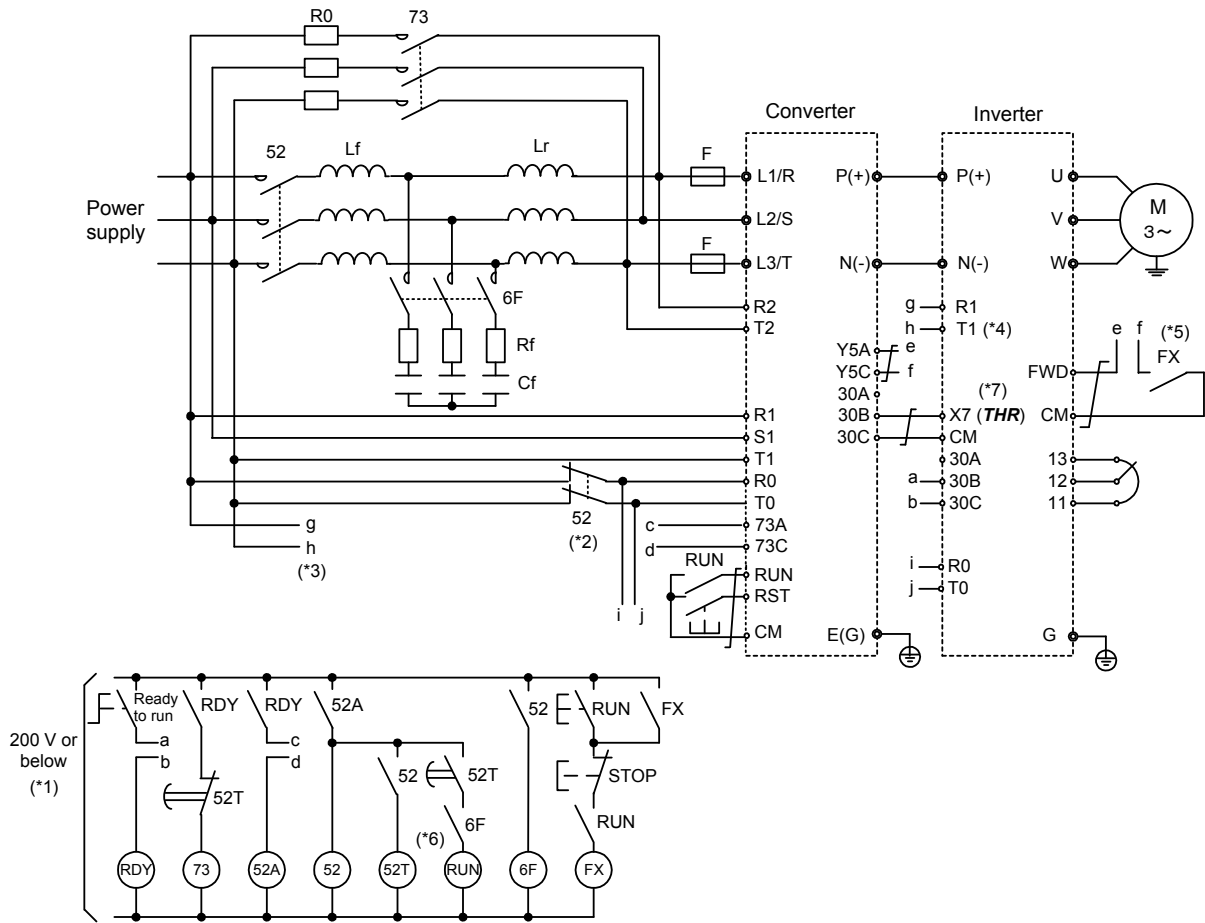 R0
73
Converter
Inverter
52
Lf
Lr
F
L1/R
P(+)
P(+)
U
Power
supply
L2/S
V
M
3~
F
L3/T
N(-)
N(-)
W
6F
R2
g
R1
T2
h
T1 (*4)
e
f
(*5)
Rf
Y5A
e
FX
Cf
Y5C
f
FWD
30A
(*7)
R1
30B
X7 (THR)
CM
S1
30C
CM
T1
30A
13
R0
a
30B
12
T0
b
30C
11
g
52
c
73A
h
(*2)
d
73C
(*3)
RUN
i
R0
RUN
j
T0
RST
i
j
CM
E(G)
G
Ready
to run
RDY
RDY
52A
52
RUN
FX
200 V or
below
(*1)
a
c
b
d
52
52T
STOP
52T
(*6)
6F
RUN
RDY
73
52A
52
52T
RUN
6F
FX